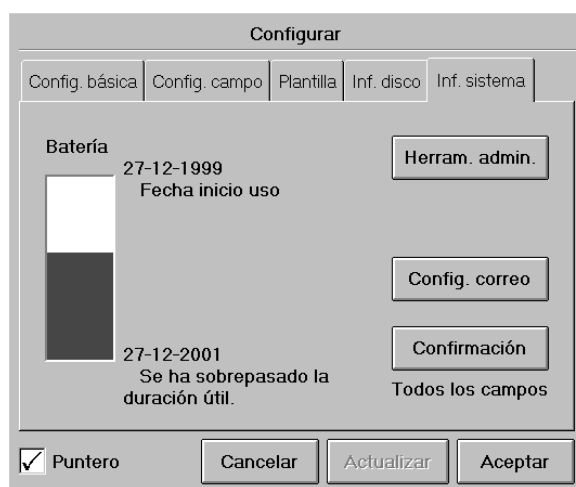 Configurar
Config. básica Config. campo Plantilla Inf. disco Inf. sistema
Batería
27-12-1999
Fecha inicio uso
Herram. admin.
Config. correo
27-12-2001
Se ha sobrepasado la
duración útil.
Confirmación
Todos los campos
Puntero Cancelar Actualizar Aceptar